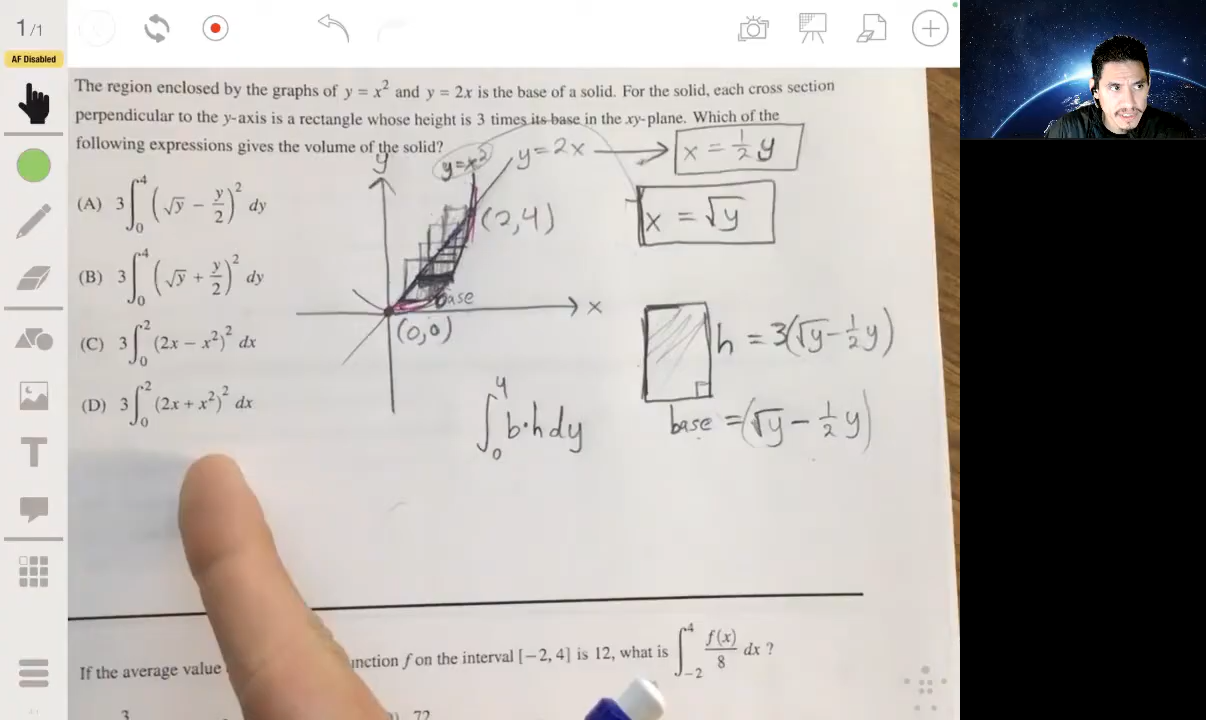 1/1
AF Disabled
The region enclosed by the graphs of y = x² and y = 2x is the base of a solid. For the solid, each cross section
perpendicular to the y-axis is a rectangle whose height is 3 times its base in the xy-plane. Which of the
following expressions gives the volume of the solid?
(A) 3∫₀⁴ (√y − y/2)² dy
(B) 3∫₀⁴ (√y + y/2)² dy
(C) 3∫₀² (2x − x²)² dx
(D) 3∫₀² (2x + x²)² dx
y
y=x²
y=2x
x = ½y
x = √y
(2,4)
base
x
(0,0)
h = 3(√y − ½y)
base = (√y − ½y)
∫₀⁴ b·h dy
If the average value
nction f on the interval [−2, 4] is 12, what is ∫₋₂⁴ f(x)/8 dx ?
3
72
T